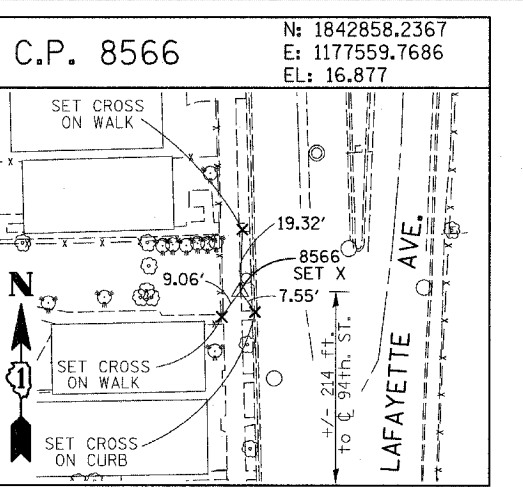 C.P. 8566
N: 1842858.2367
E: 1177559.7686
EL: 16.877
SET CROSS
ON WALK
19.32'
8566
SET X
9.06'
7.55'
N
1
SET CROSS
ON WALK
SET CROSS
ON CURB
+/- 214 ft.
to ℄ 94th. ST.
LAFAYETTE AVE.